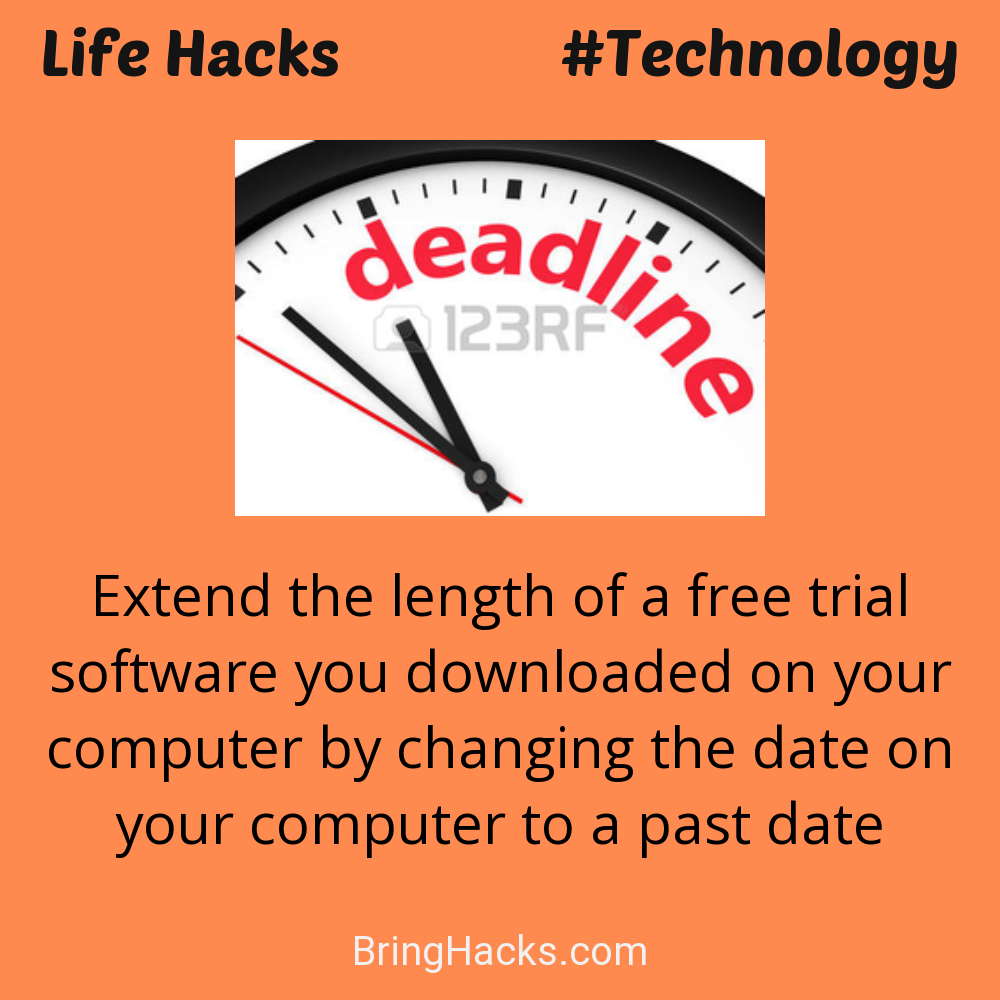 Life Hacks #Technology
deadline
123RF
Extend the length of a free trial
software you downloaded on your
computer by changing the date on
your computer to a past date
BringHacks.com